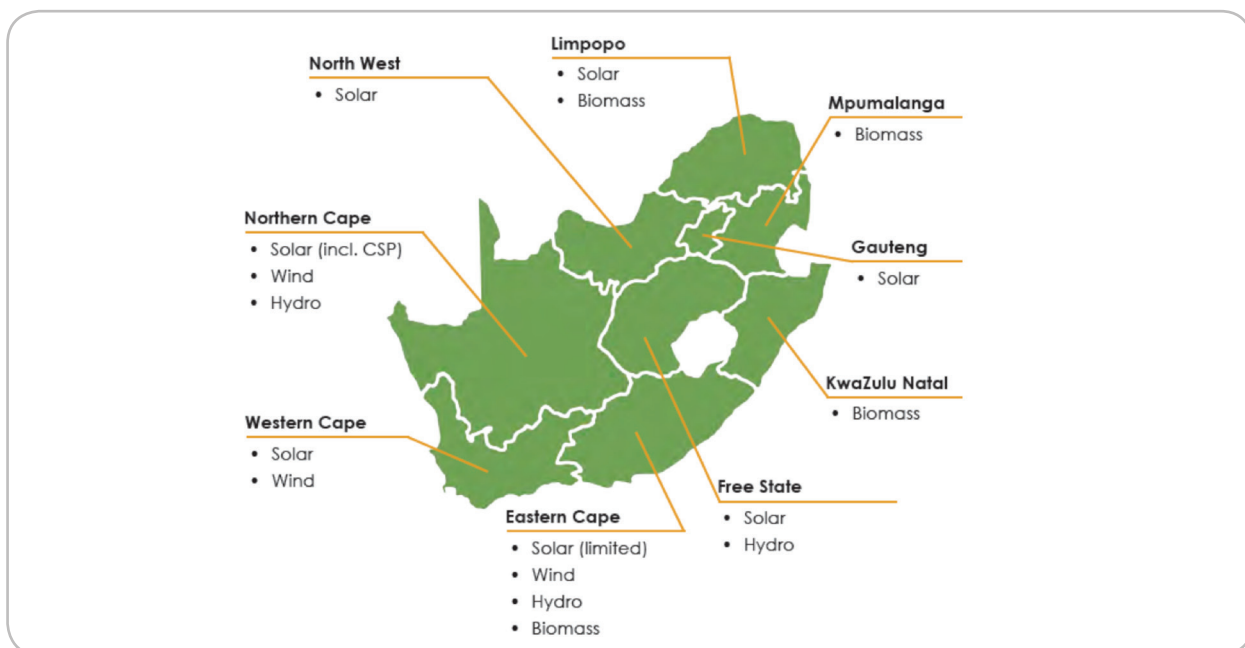 Limpopo
• Solar
• Biomass
North West
• Solar
Mpumalanga
• Biomass
Northern Cape
• Solar (incl. CSP)
• Wind
• Hydro
Gauteng
• Solar
KwaZulu Natal
• Biomass
Western Cape
• Solar
• Wind
Free State
• Solar
• Hydro
Eastern Cape
• Solar (limited)
• Wind
• Hydro
• Biomass